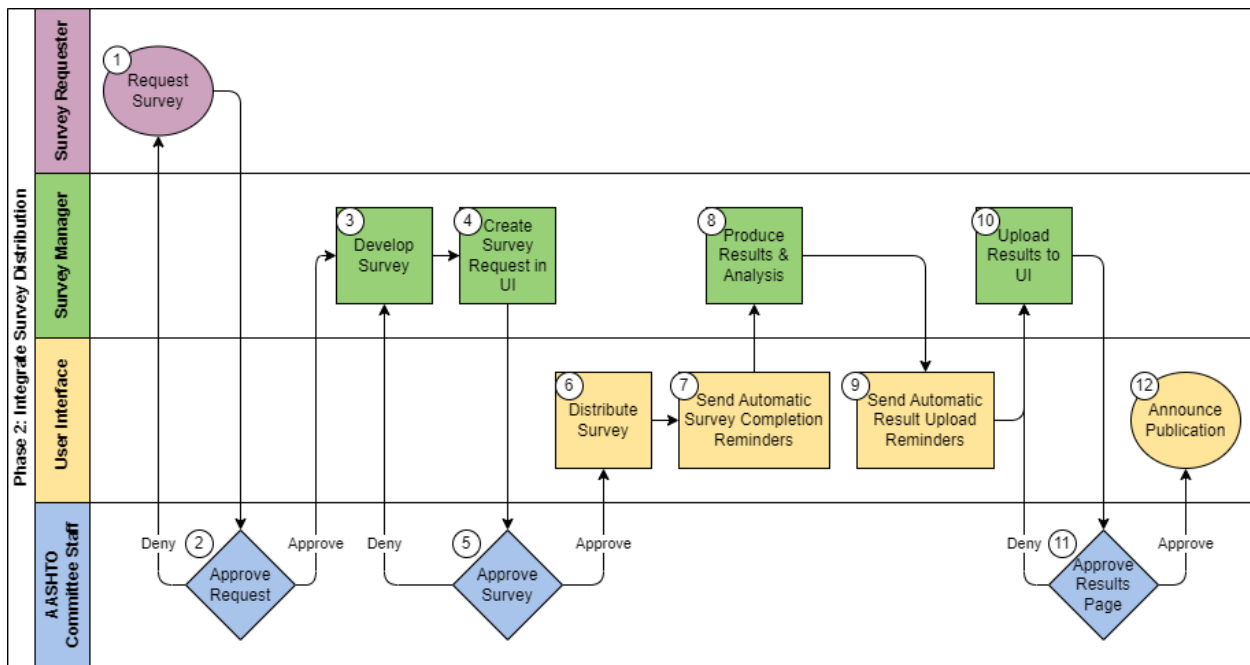 Phase 2: Integrate Survey Distribution
Survey Requester
1
Request
Survey
Survey Manager
3
Develop
Survey
4
Create
Survey
Request in
UI
8
Produce
Results &
Analysis
10
Upload
Results to
UI
User Interface
6
Distribute
Survey
7
Send Automatic
Survey Completion
Reminders
9
Send Automatic
Result Upload
Reminders
12
Announce
Publication
AASHTO
Committee Staff
Deny
2
Approve
Approve
Request
Deny
5
Approve
Approve
Survey
Deny
11
Approve
Approve
Results
Page